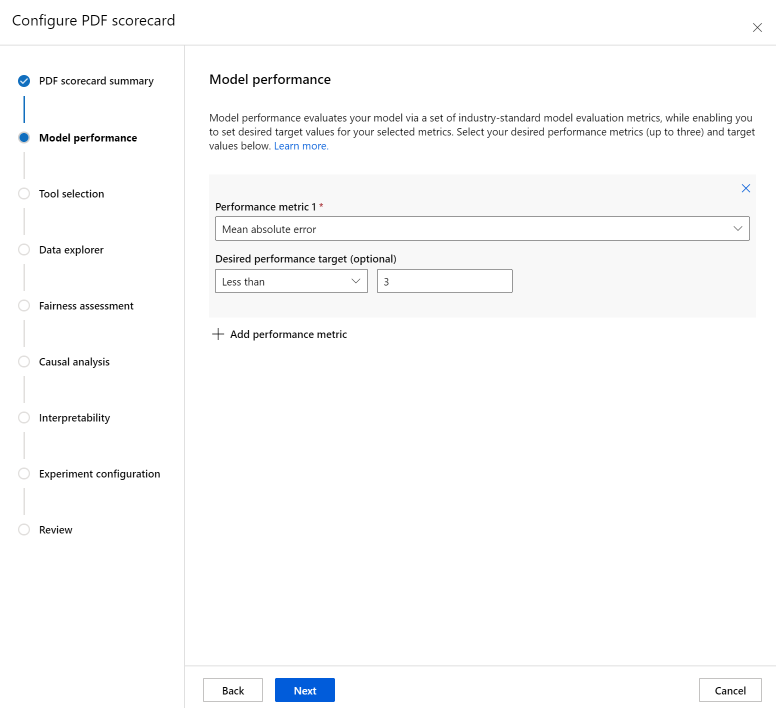 Configure PDF scorecard
PDF scorecard summary
Model performance
Tool selection
Data explorer
Fairness assessment
Causal analysis
Interpretability
Experiment configuration
Review
Model performance
Model performance evaluates your model via a set of industry-standard model evaluation metrics, while enabling you
to set desired target values for your selected metrics. Select your desired performance metrics (up to three) and target
values below. Learn more.
Performance metric 1 *
Mean absolute error
Desired performance target (optional)
Less than
3
Add performance metric
Back
Next
Cancel